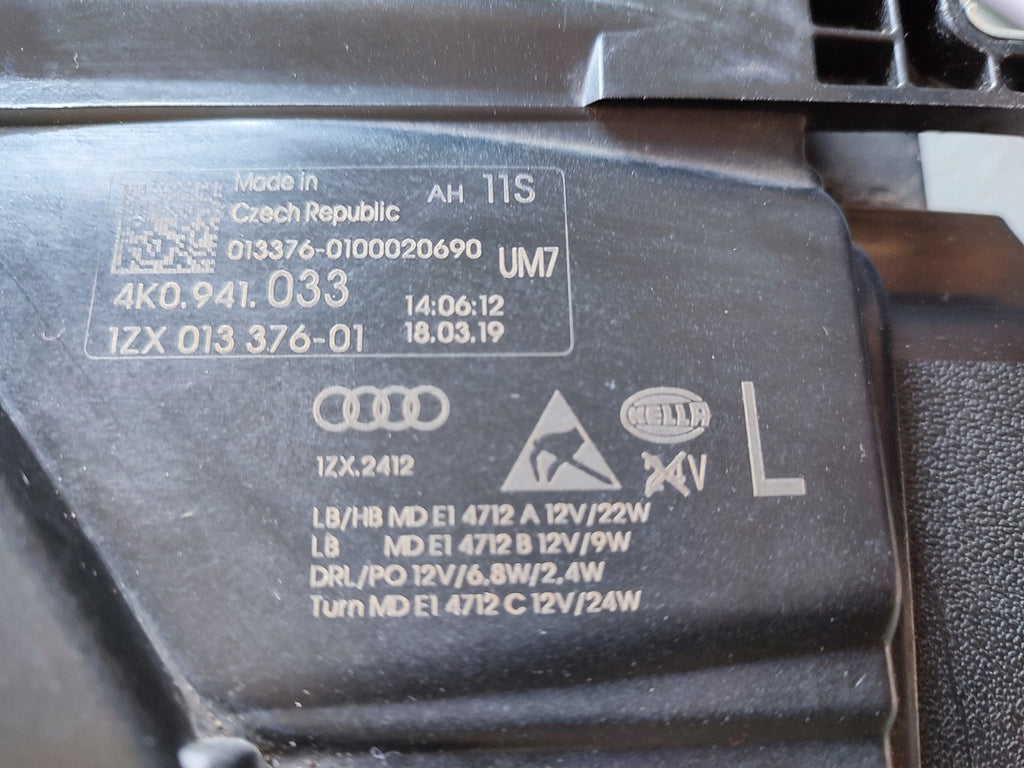 Made in
Czech Republic
AH 11S
013376-0100020690
UM7
4K0.941.033
14:06:12
1ZX 013 376-01
18.03.19
HELLA
L
1ZX.2412
24V
LB/HB MD E1 4712 A 12V/22W
LB MD E1 4712 B 12V/9W
DRL/PO 12V/6,8W/2,4W
Turn MD E1 4712 C 12V/24W